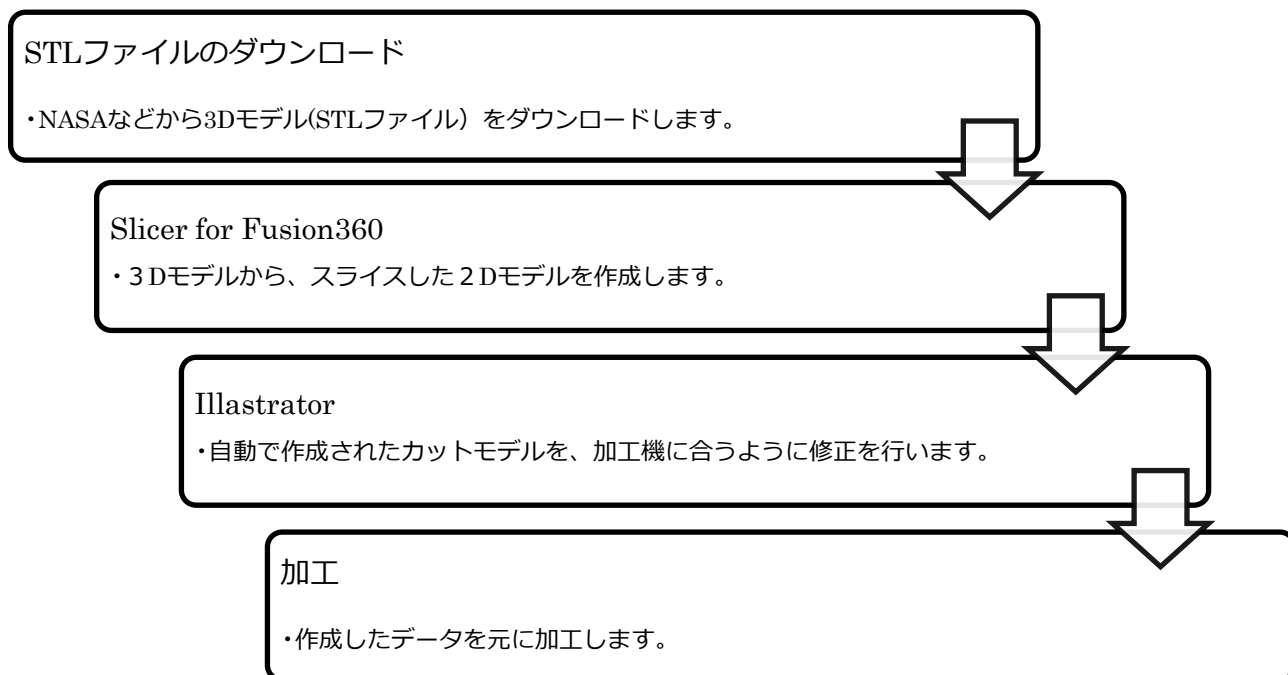 STLファイルのダウンロード
・NASAなどから3Dモデル(STLファイル）をダウンロードします。
Slicer for Fusion360
・３Dモデルから、スライスした２Dモデルを作成します。
Illastrator
・自動で作成されたカットモデルを、加工機に合うように修正を行います。
加工
・作成したデータを元に加工します。